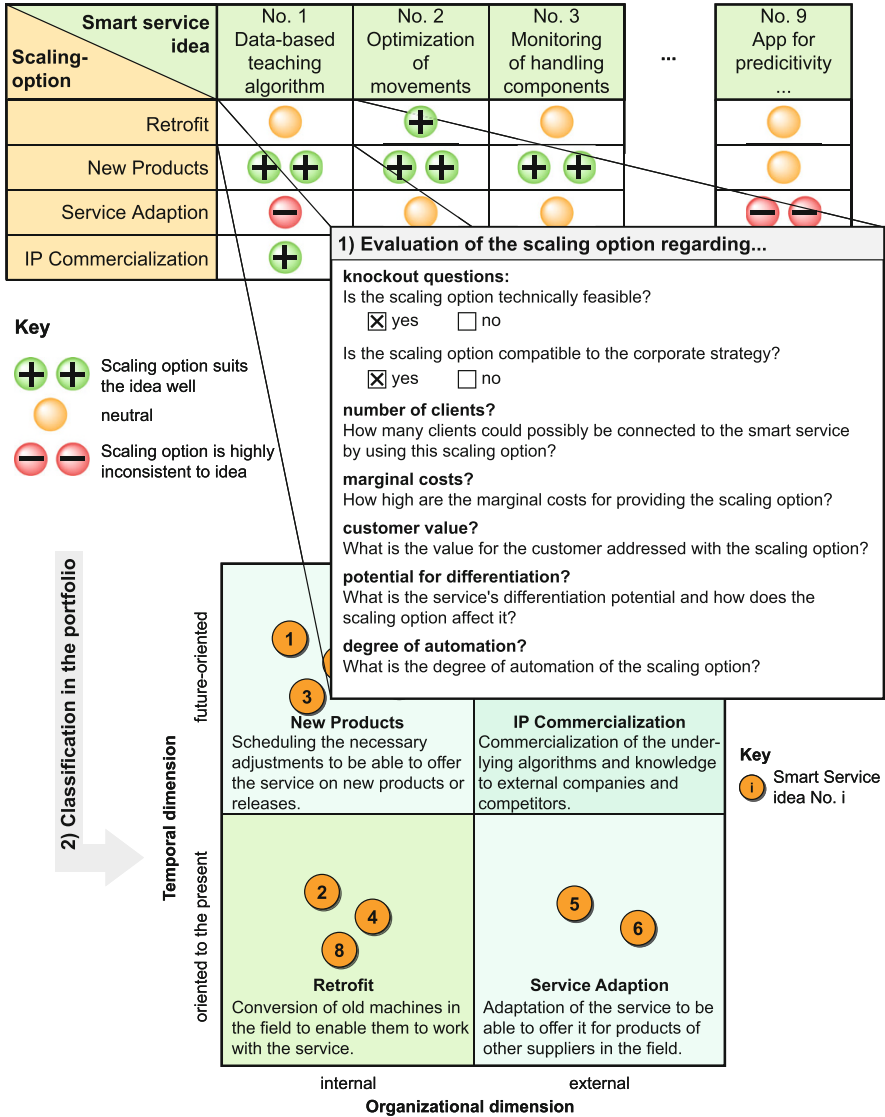 Smart service
idea
Scaling-
option
No. 1
Data-based
teaching
algorithm
No. 2
Optimization
of
movements
No. 3
Monitoring
of handling
components
...
No. 9
App for
predicitivity
...
Retrofit
New Products
Service Adaption
IP Commercialization
Key
Scaling option suits
the idea well
neutral
Scaling option is highly
inconsistent to idea
1) Evaluation of the scaling option regarding...
knockout questions:
Is the scaling option technically feasible?
yes no
Is the scaling option compatible to the corporate strategy?
yes no
number of clients?
How many clients could possibly be connected to the smart service
by using this scaling option?
marginal costs?
How high are the marginal costs for providing the scaling option?
customer value?
What is the value for the customer addressed with the scaling option?
potential for differentiation?
What is the service's differentiation potential and how does the
scaling option affect it?
degree of automation?
What is the degree of automation of the scaling option?
2) Classification in the portfolio
Temporal dimension
future-oriented
oriented to the present
1
3
New Products
Scheduling the necessary
adjustments to be able to offer
the service on new products or
releases.
IP Commercialization
Commercialization of the under-
lying algorithms and knowledge
to external companies and
competitors.
Key
i
Smart Service
idea No. i
2
4
8
Retrofit
Conversion of old machines in
the field to enable them to work
with the service.
5
6
Service Adaption
Adaptation of the service to be
able to offer it for products of
other suppliers in the field.
internal
external
Organizational dimension